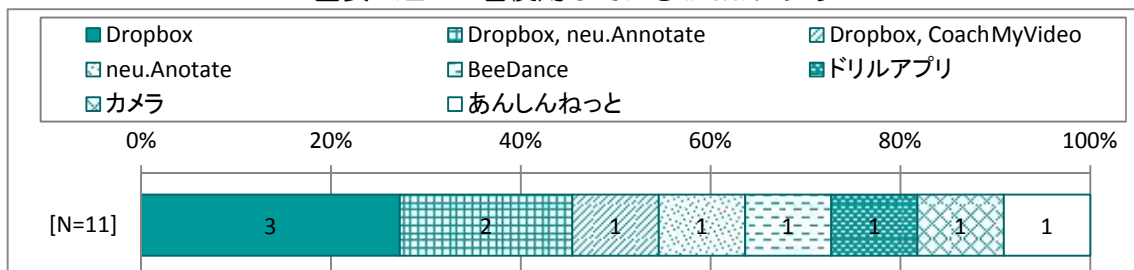 Dropbox Dropbox, neu.Annotate Dropbox, CoachMyVideo
neu.Anotate BeeDance ドリルアプリ
カメラ あんしんねっと
0% 20% 40% 60% 80% 100%
[N=11] 3 2 1 1 1 1 1 1